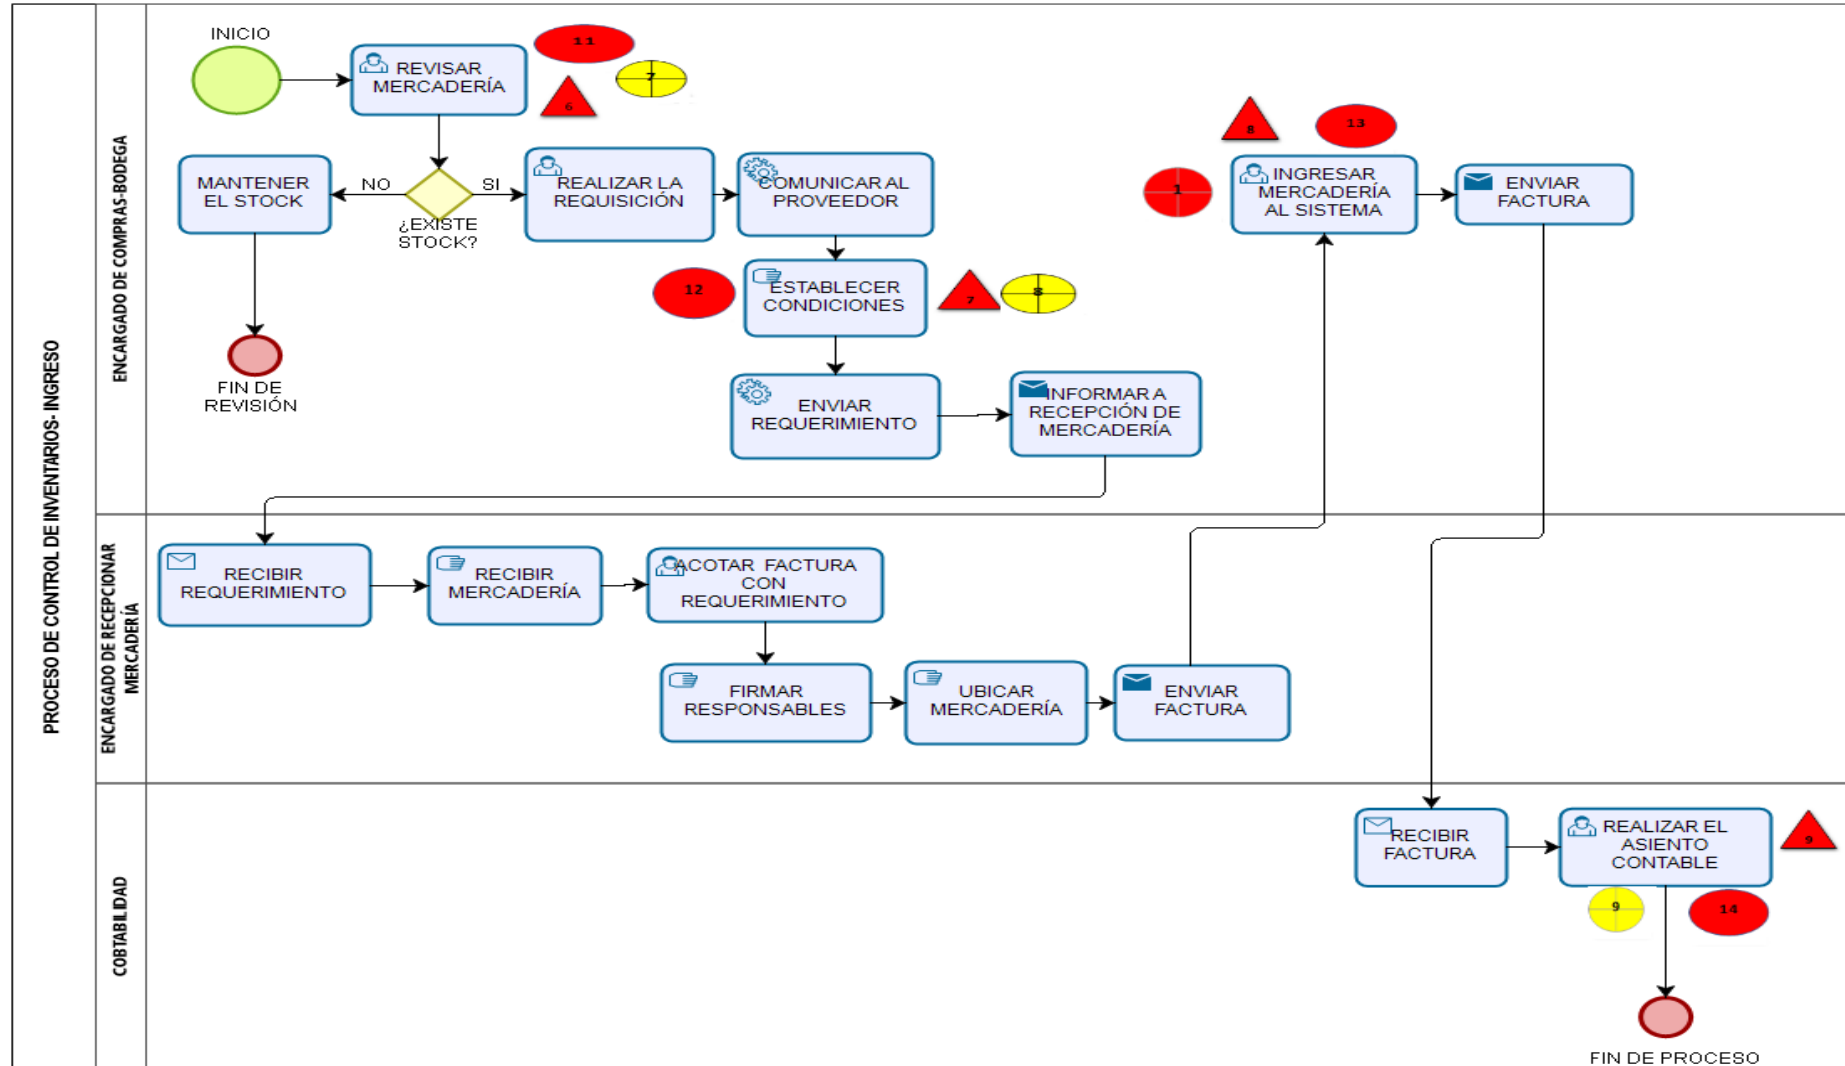 PROCESO DE CONTROL DE INVENTARIOS- INGRESO
ENCARGADO DE COMPRAS-BODEGA
INICIO
REVISAR
MERCADERÍA
11
7
6
MANTENER
EL STOCK
NO
SI
¿EXISTE
STOCK?
REALIZAR LA
REQUISICIÓN
COMUNICAR AL
PROVEEDOR
12
ESTABLECER
CONDICIONES
7
8
FIN DE
REVISIÓN
ENVIAR
REQUERIMIENTO
INFORMAR A
RECEPCIÓN DE
MERCADERÍA
8
13
1
INGRESAR
MERCADERÍA
AL SISTEMA
ENVIAR
FACTURA
ENCARGADO DE RECEPCIONAR
MERCADERÍA
RECIBIR
REQUERIMIENTO
RECIBIR
MERCADERÍA
ACOTAR FACTURA
CON
REQUERIMIENTO
FIRMAR
RESPONSABLES
UBICAR
MERCADERÍA
ENVIAR
FACTURA
COBTABILIDAD
RECIBIR
FACTURA
REALIZAR EL
ASIENTO
CONTABLE
9
9
14
FIN DE PROCESO